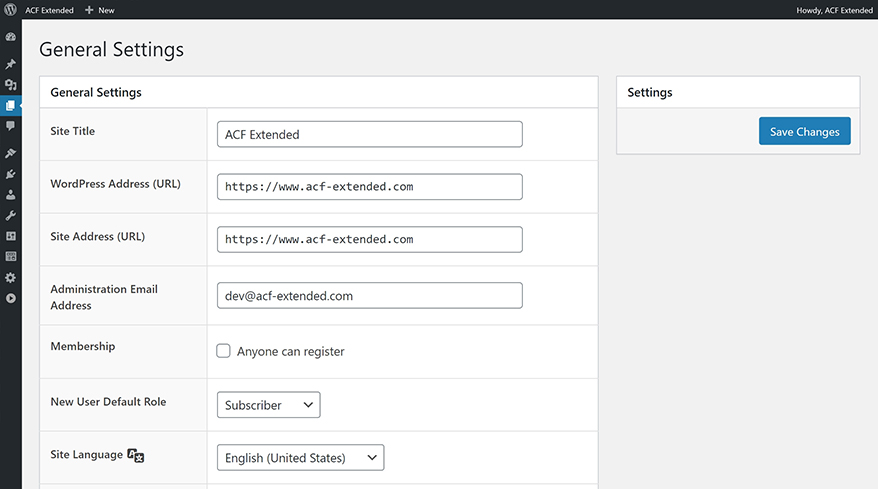 ACF Extended
New
Howdy, ACF Extended
General Settings
General Settings
Settings
Site Title
ACF Extended
Save Changes
WordPress Address (URL)
https://www.acf-extended.com
Site Address (URL)
https://www.acf-extended.com
Administration Email
Address
dev@acf-extended.com
Membership
Anyone can register
New User Default Role
Subscriber
Site Language
English (United States)